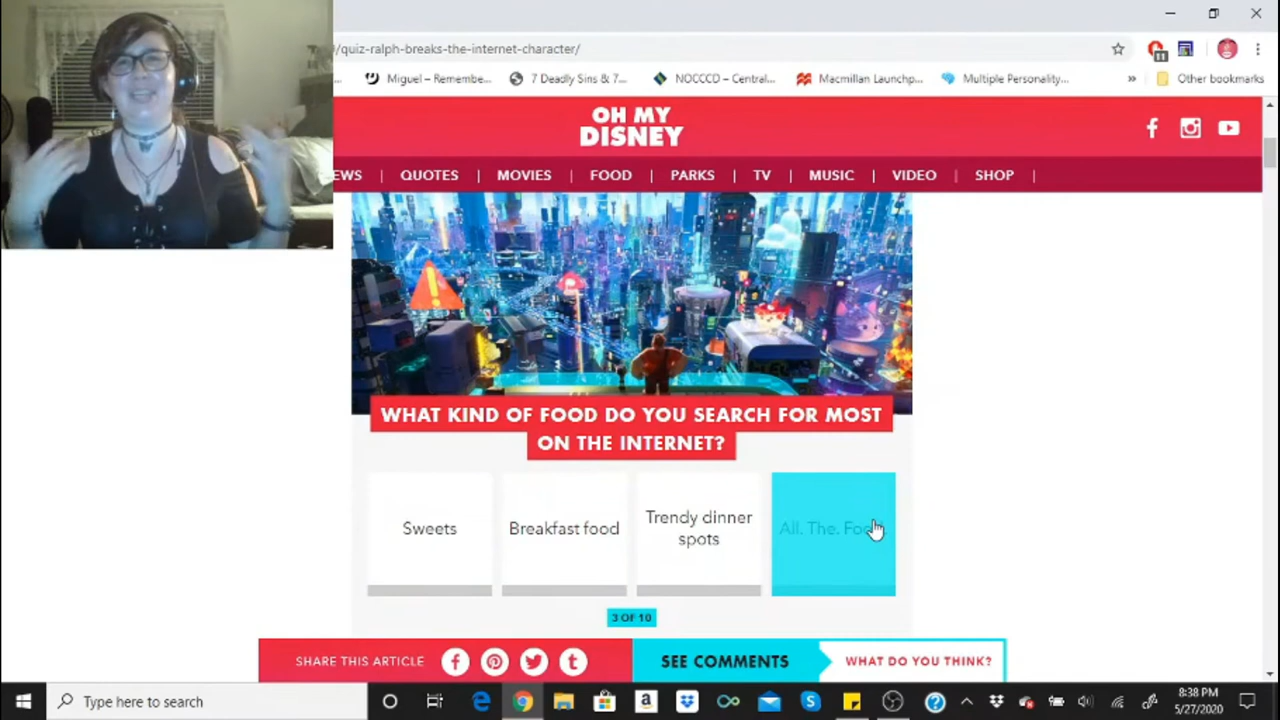 /quiz-ralph-breaks-the-internet-character/
Miguel – Remembe...
7 Deadly Sins & 7...
NOCCCD – Central...
Macmillan Launchp...
Multiple Personality...
»
Other bookmarks
OH MY
DISNEY
EWS | QUOTES | MOVIES | FOOD | PARKS | TV | MUSIC | VIDEO | SHOP |
WHAT KIND OF FOOD DO YOU SEARCH FOR MOST
ON THE INTERNET?
Sweets
Breakfast food
Trendy dinner
spots
All. The.
3 OF 10
SHARE THIS ARTICLE
SEE COMMENTS
WHAT DO YOU THINK?
Type here to search
8:38 PM
5/27/2020